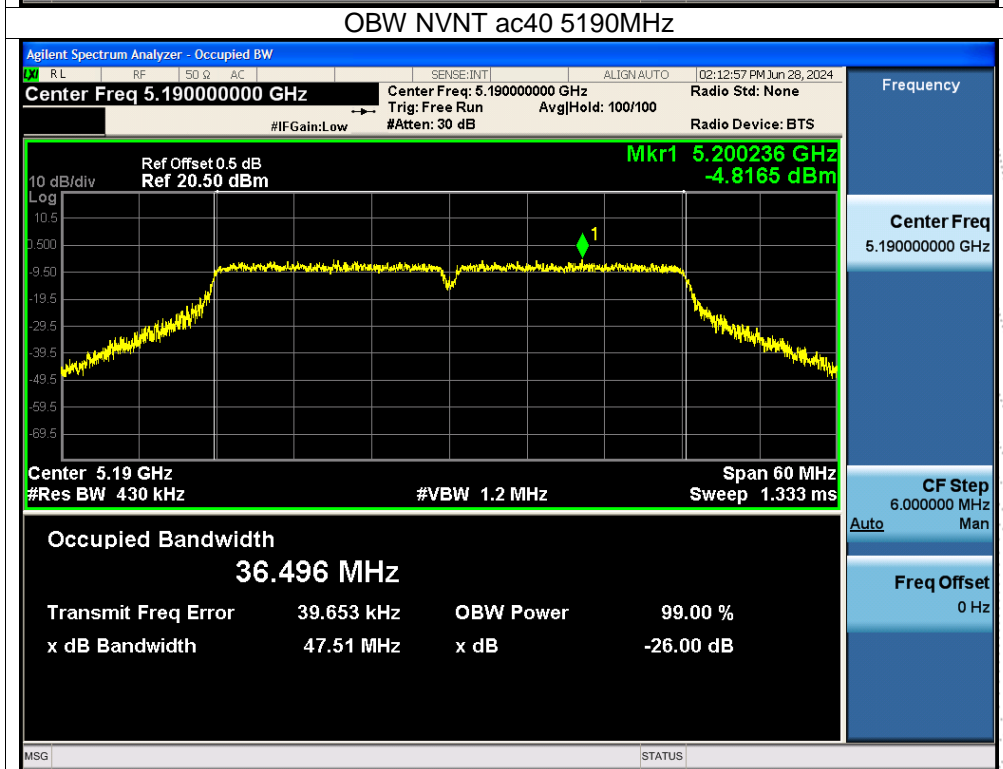 OBW NVNT ac40 5190MHz
Agilent Spectrum Analyzer - Occupied BW
LXI RL RF 50 Ω AC SENSE:INT ALIGN AUTO 02:12:57 PM Jun 28, 2024
Center Freq 5.190000000 GHz
Center Freq: 5.190000000 GHz
Radio Std: None
Trig: Free Run Avg|Hold: 100/100
#IFGain:Low #Atten: 30 dB Radio Device: BTS
Frequency
Mkr1 5.200236 GHz
-4.8165 dBm
Ref Offset 0.5 dB
10 dB/div Ref 20.50 dBm
Log
10.5
0.500
-9.50
-19.5
-29.5
-39.5
-49.5
-59.5
-69.5
1
Center 5.19 GHz Span 60 MHz
#Res BW 430 kHz #VBW 1.2 MHz Sweep 1.333 ms
Center Freq
5.190000000 GHz
CF Step
6.000000 MHz
Auto Man
Freq Offset
0 Hz
Occupied Bandwidth
36.496 MHz
Transmit Freq Error 39.653 kHz OBW Power 99.00 %
x dB Bandwidth 47.51 MHz x dB -26.00 dB
MSG STATUS